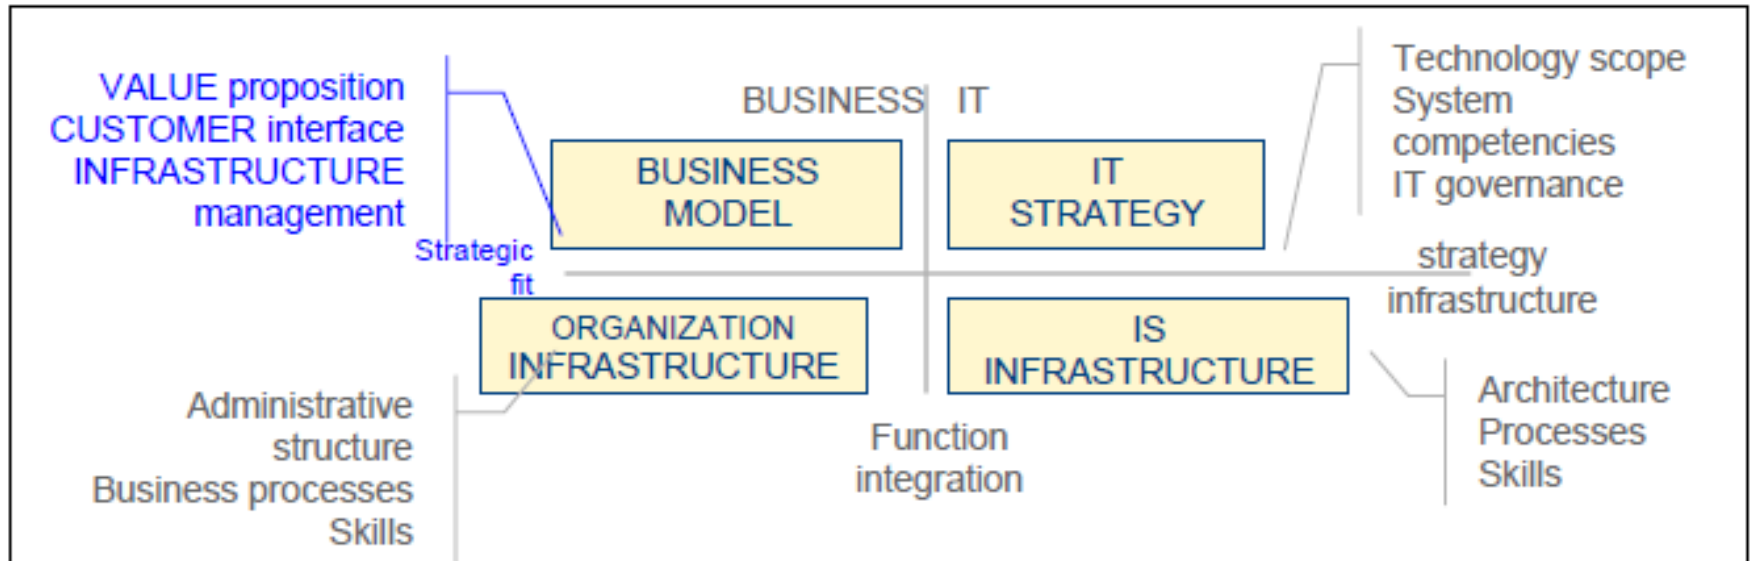 VALUE proposition
CUSTOMER interface
INFRASTRUCTURE
management
Strategic
fit
BUSINESS
IT
BUSINESS
MODEL
IT
STRATEGY
Technology scope
System
competencies
IT governance
strategy
infrastructure
ORGANIZATION
INFRASTRUCTURE
IS
INFRASTRUCTURE
Administrative
structure
Business processes
Skills
Function
integration
Architecture
Processes
Skills